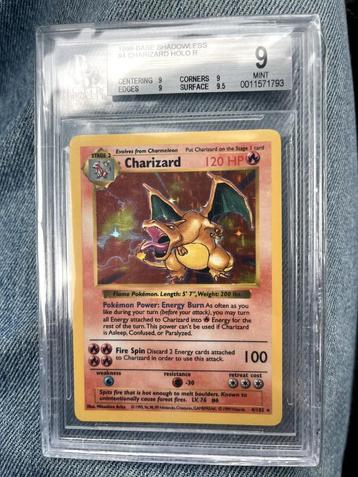 1999 BASE SHADOWLESS
#4 CHARIZARD HOLO R
9
MINT
0011571793
CENTERING 9 CORNERS 9
EDGES 9 SURFACE 9.5
Evolves from Charmeleon Put Charizard on the Stage 1 card
STAGE 2
Charizard 120 HP
Flame Pokémon. Length: 5' 7", Weight: 200 lbs.
Pokémon Power: Energy Burn As often as you
like during your turn (before your attack), you may turn
all Energy attached to Charizard into Energy for the
rest of the turn. This power can't be used if Charizard
is Asleep, Confused, or Paralyzed.
Fire Spin Discard 2 Energy cards attached
to Charizard in order to use this attack.
100
weakness resistance retreat cost
-30
Spits fire that is hot enough to melt boulders. Known to
unintentionally cause forest fires. LV. 76 #6
Illus. Mitsuhiro Arita
4/102